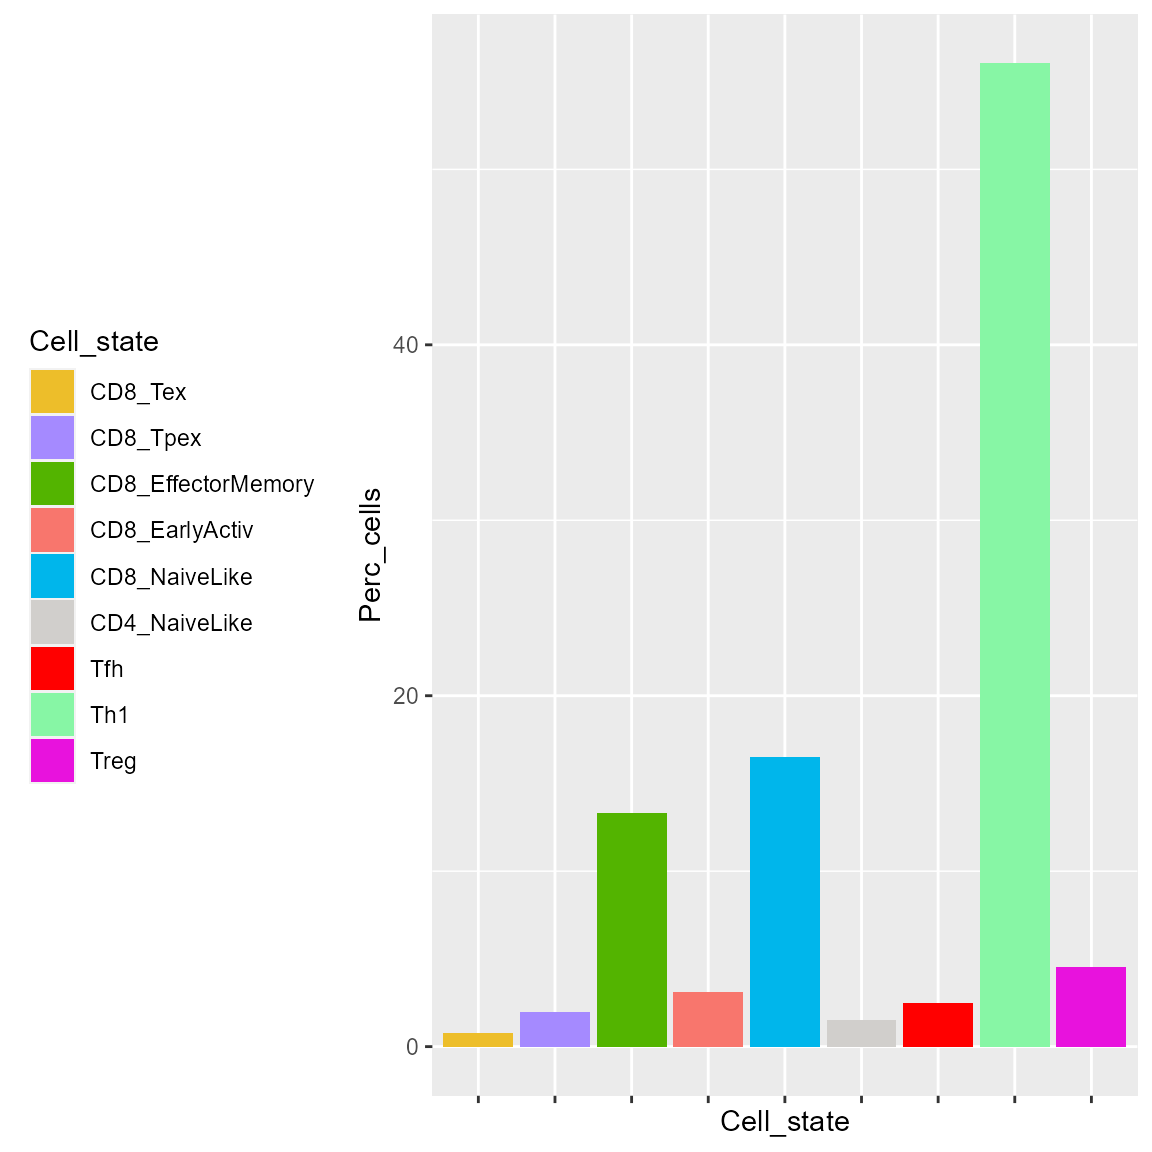 Cell_state
CD8_Tex
CD8_Tpex
CD8_EffectorMemory
CD8_EarlyActiv
CD8_NaiveLike
CD4_NaiveLike
Tfh
Th1
Treg
Perc_cells
40
20
0
Cell_state